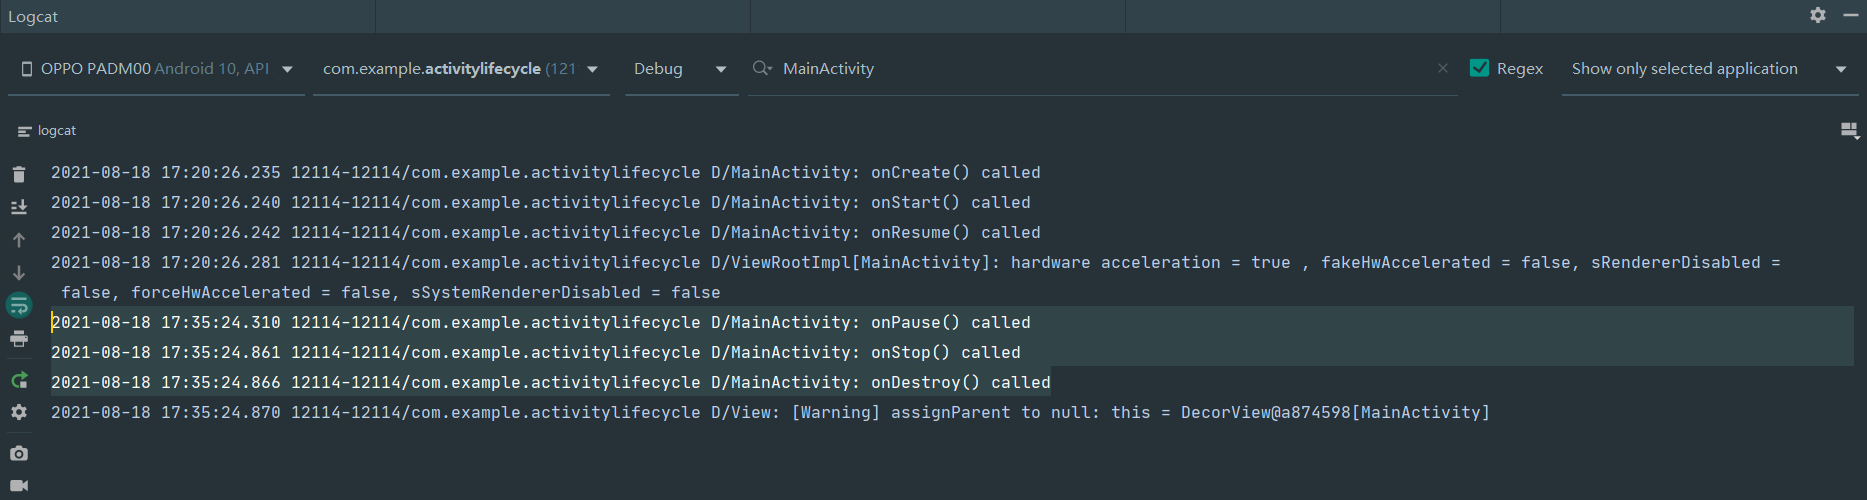 Logcat
OPPO PADM00 Android 10, API com.example.activitylifecycle (121 Debug MainActivity Regex Show only selected application
logcat
2021-08-18 17:20:26.235 12114-12114/com.example.activitylifecycle D/MainActivity: onCreate() called
2021-08-18 17:20:26.240 12114-12114/com.example.activitylifecycle D/MainActivity: onStart() called
2021-08-18 17:20:26.242 12114-12114/com.example.activitylifecycle D/MainActivity: onResume() called
2021-08-18 17:20:26.281 12114-12114/com.example.activitylifecycle D/ViewRootImpl[MainActivity]: hardware acceleration = true , fakeHwAccelerated = false, sRendererDisabled =
false, forceHwAccelerated = false, sSystemRendererDisabled = false
2021-08-18 17:35:24.310 12114-12114/com.example.activitylifecycle D/MainActivity: onPause() called
2021-08-18 17:35:24.861 12114-12114/com.example.activitylifecycle D/MainActivity: onStop() called
2021-08-18 17:35:24.866 12114-12114/com.example.activitylifecycle D/MainActivity: onDestroy() called
2021-08-18 17:35:24.870 12114-12114/com.example.activitylifecycle D/View: [Warning] assignParent to null: this = DecorView@a874598[MainActivity]